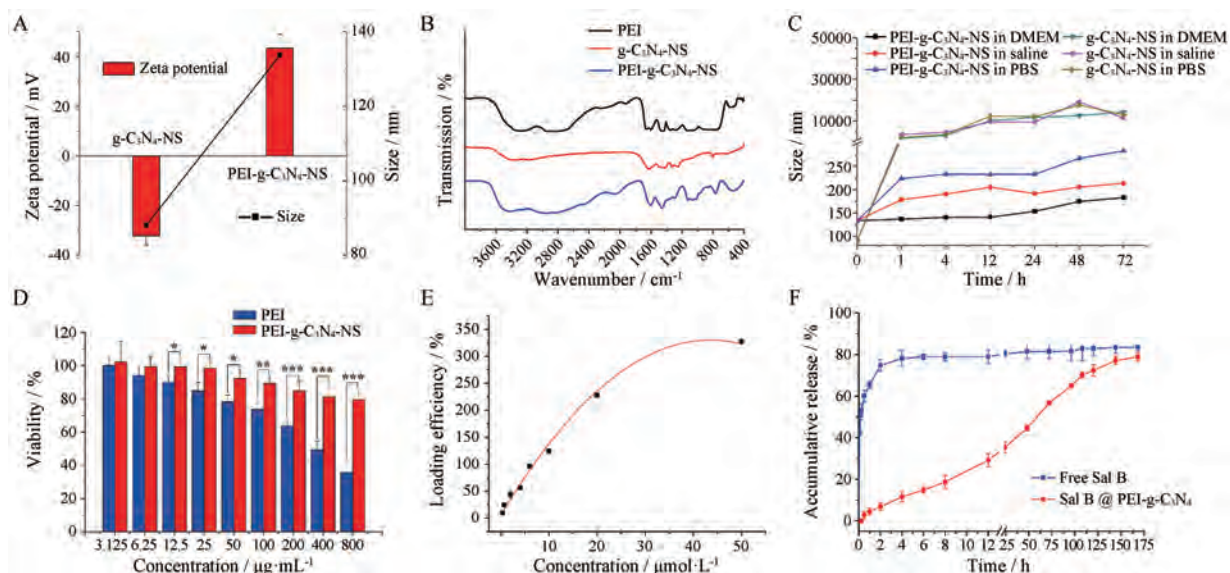 A
Zeta potential / mV
40
20
0
-20
-40
Zeta potential
g-C₃N₄-NS
PEI-g-C₃N₄-NS
Size
140
120
100
80
Size / nm
B
Transmission / %
PEI
g-C₃N₄-NS
PEI-g-C₃N₄-NS
3600 2800 2000 1600 1200 800 400
Wavenumber / cm⁻¹
C
Size / nm
50000
30000
10000
250
200
150
100
PEI-g-C₃N₄-NS in DMEM
PEI-g-C₃N₄-NS in saline
PEI-g-C₃N₄-NS in PBS
g-C₃N₄-NS in DMEM
g-C₃N₄-NS in saline
g-C₃N₄-NS in PBS
0 1 4 12 24 48 72
Time / h
D
Viability / %
120
100
80
60
40
20
0
PEI
PEI-g-C₃N₄-NS
* * * ** *** *** ***
3.125 6.25 12.5 25 50 100 200 400 800
Concentration / μg·mL⁻¹
E
Loading efficiency / %
350
300
250
200
150
100
50
0
10 20 30 40 50
Concentration / μmol·L⁻¹
F
Accumulative release / %
100
80
60
40
20
0
Free Sal B
Sal B @ PEI-g-C₃N₄
0 2 4 6 8 10 12 25 50 75 100 125 150 175
Time / h